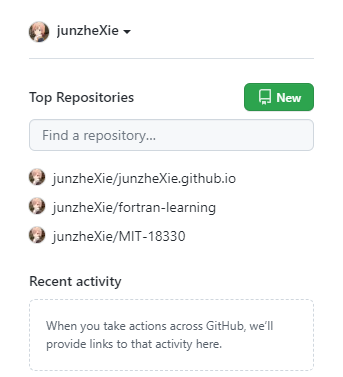 junzheXie
Top Repositories
New
Find a repository...
junzheXie/junzheXie.github.io
junzheXie/fortran-learning
junzheXie/MIT-18330
Recent activity
When you take actions across GitHub, we'll
provide links to that activity here.